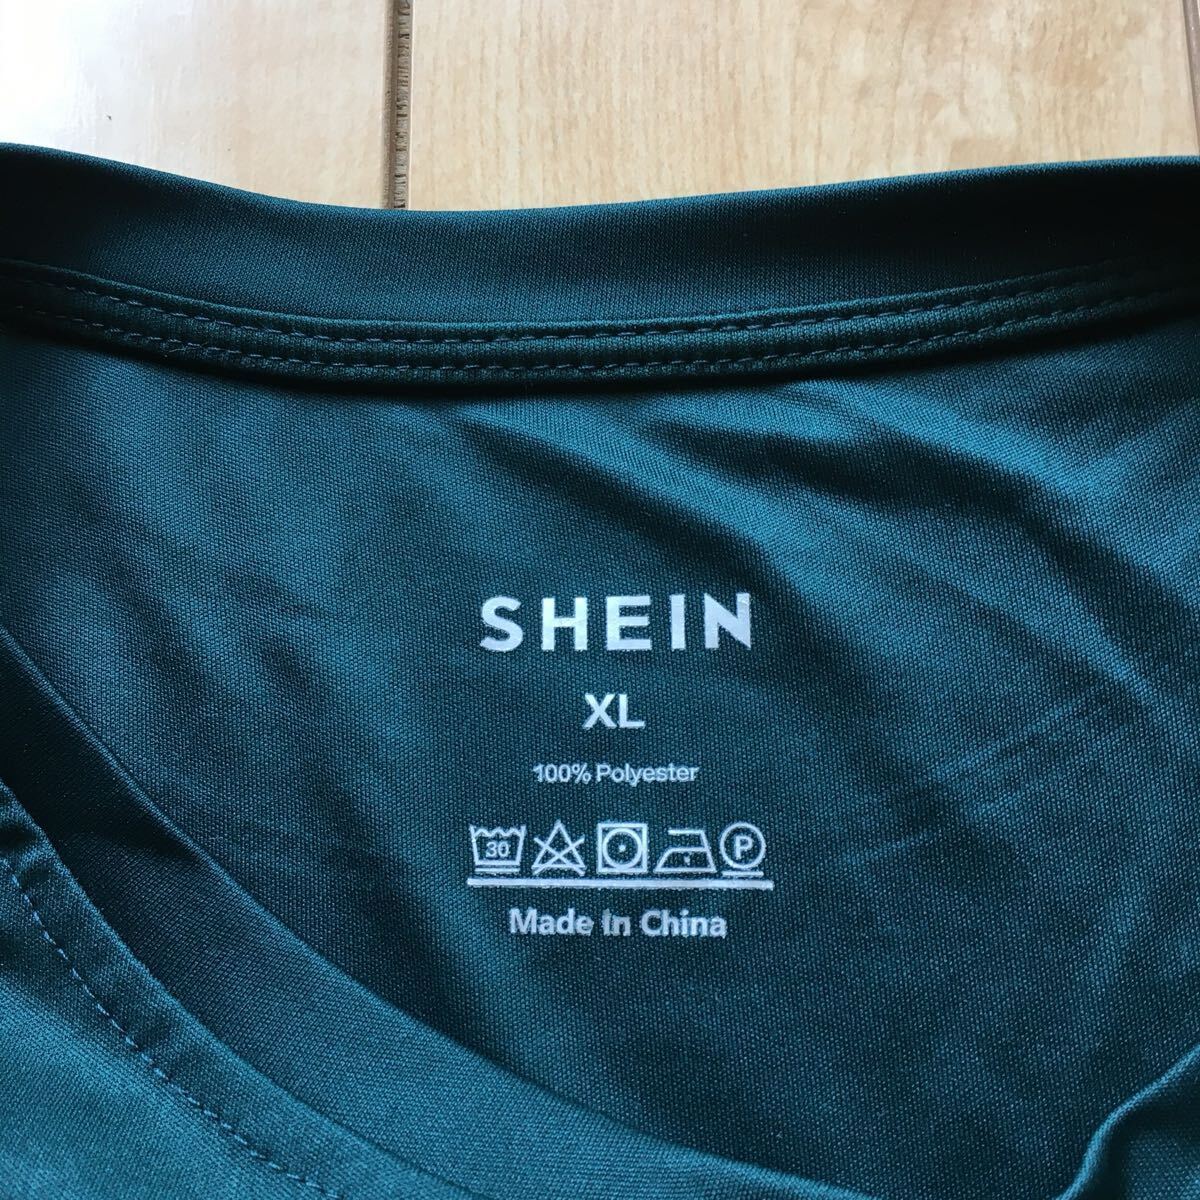 SHEIN
XL
100% Polyester
30 P
Made In China